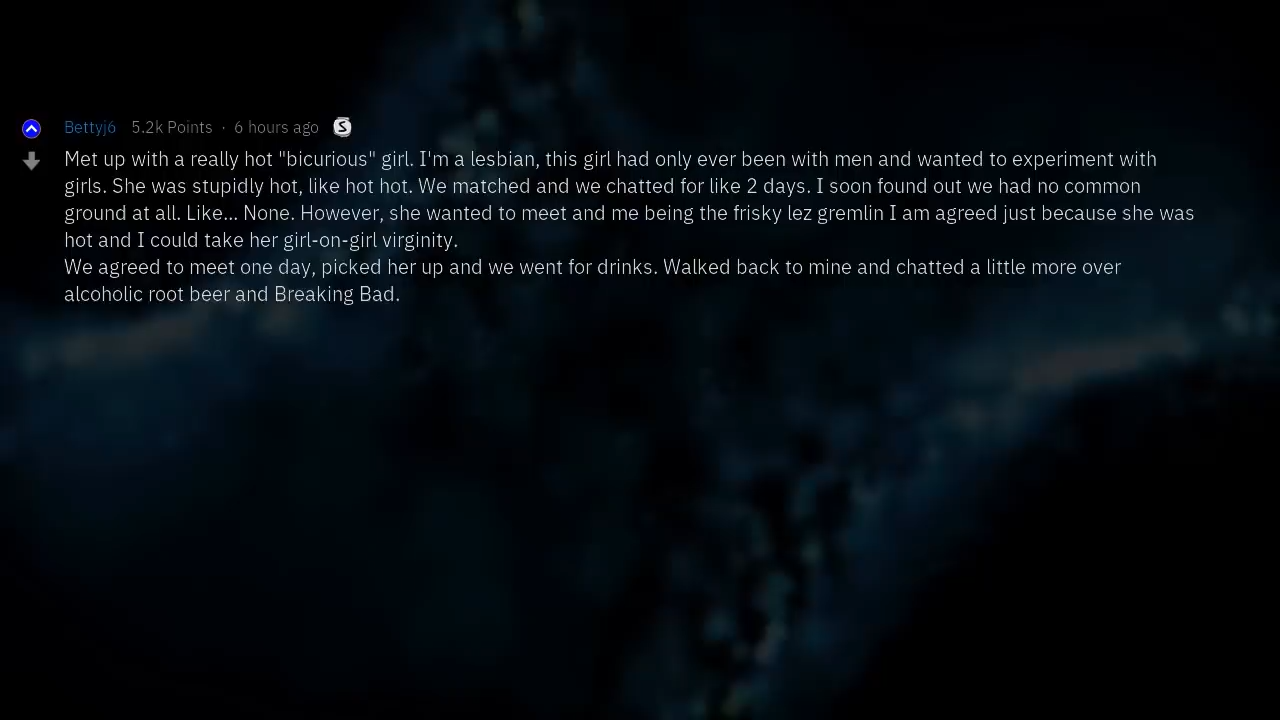 Bettyj6 5.2k Points · 6 hours ago S
Met up with a really hot "bicurious" girl. I'm a lesbian, this girl had only ever been with men and wanted to experiment with
girls. She was stupidly hot, like hot hot. We matched and we chatted for like 2 days. I soon found out we had no common
ground at all. Like... None. However, she wanted to meet and me being the frisky lez gremlin I am agreed just because she was
hot and I could take her girl-on-girl virginity.
We agreed to meet one day, picked her up and we went for drinks. Walked back to mine and chatted a little more over
alcoholic root beer and Breaking Bad.